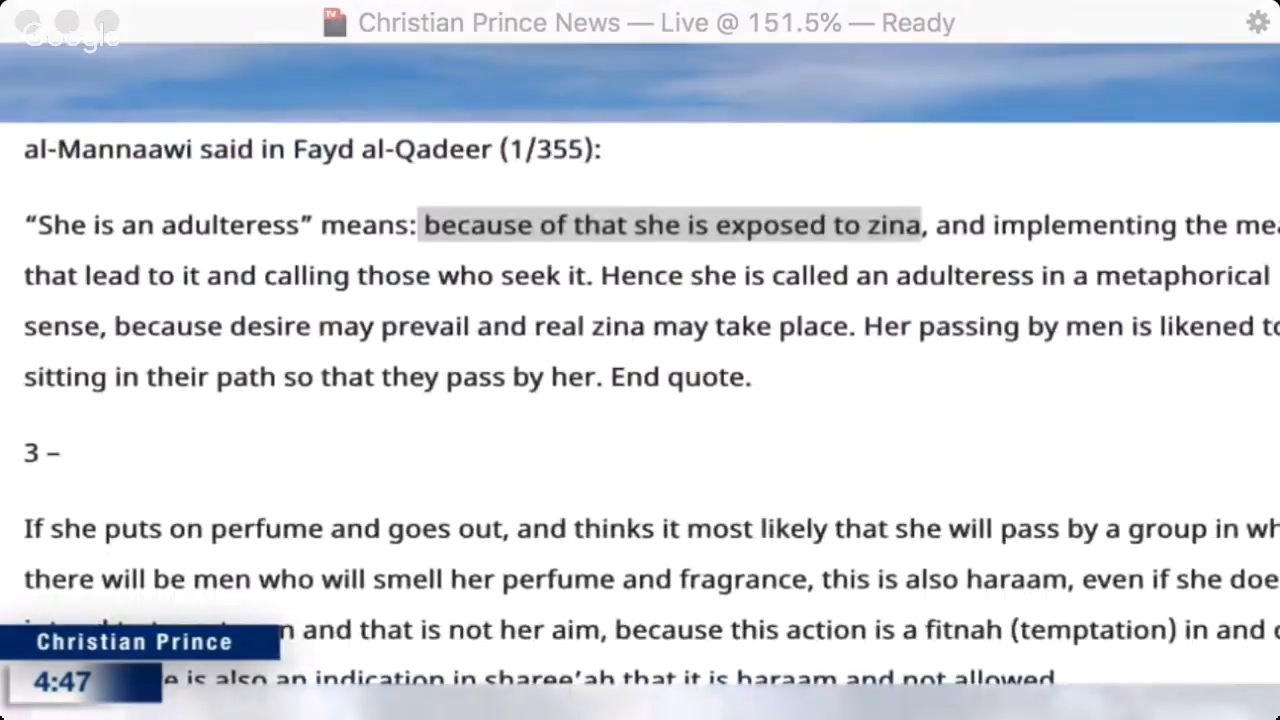 Christian Prince News — Live @ 151.5% — Ready
Google
al-Mannaawi said in Fayd al-Qadeer (1/355):
“She is an adulteress” means: because of that she is exposed to zina, and implementing the
that lead to it and calling those who seek it. Hence she is called an adulteress in a metaphorical
sense, because desire may prevail and real zina may take place. Her passing by men is likened
sitting in their path so that they pass by her. End quote.
3 –
If she puts on perfume and goes out, and thinks it most likely that she will pass by a group in
there will be men who will smell her perfume and fragrance, this is also haraam, even if she
and that is not her aim, because this action is a fitnah (temptation) in and
Christian Prince
is also an indication in sharee’ah that it is haraam and not allowed
4:47